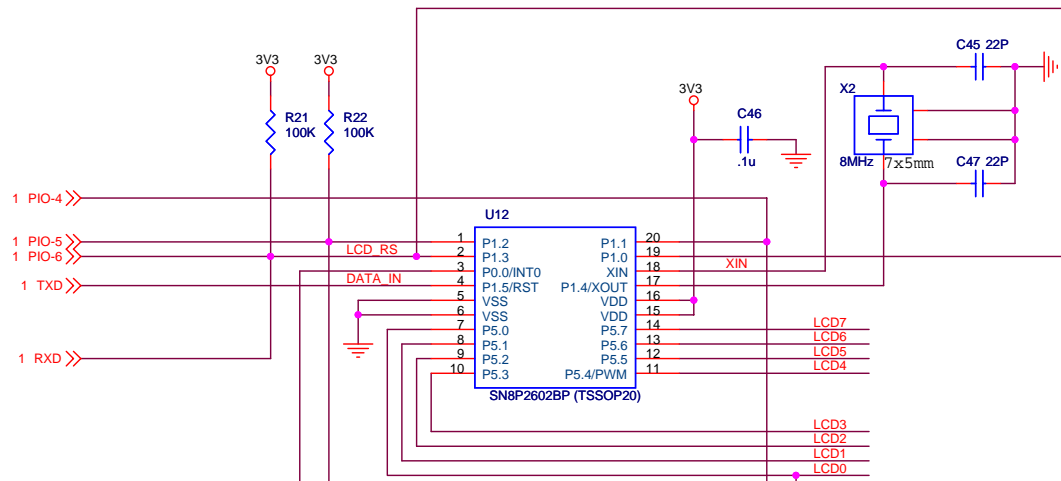 C45 22P
3V3 3V3
3V3
X2
R21 R22
100K 100K
C46
.1u
8MHz 7x5mm
C47 22P
1 PIO-4
U12
1 PIO-5
1 PIO-6
LCD_RS
1 TXD
DATA_IN
1 RXD
1 P1.2 P1.1 20
2 P1.3 P1.0 19
3 P0.0/INT0 XIN 18 XIN
4 P1.5/RST P1.4/XOUT 17
5 VSS VDD 16
6 VSS VDD 15
7 P5.0 P5.7 14 LCD7
8 P5.1 P5.6 13 LCD6
9 P5.2 P5.5 12 LCD5
10 P5.3 P5.4/PWM 11 LCD4
SN8P2602BP (TSSOP20)
LCD3
LCD2
LCD1
LCD0